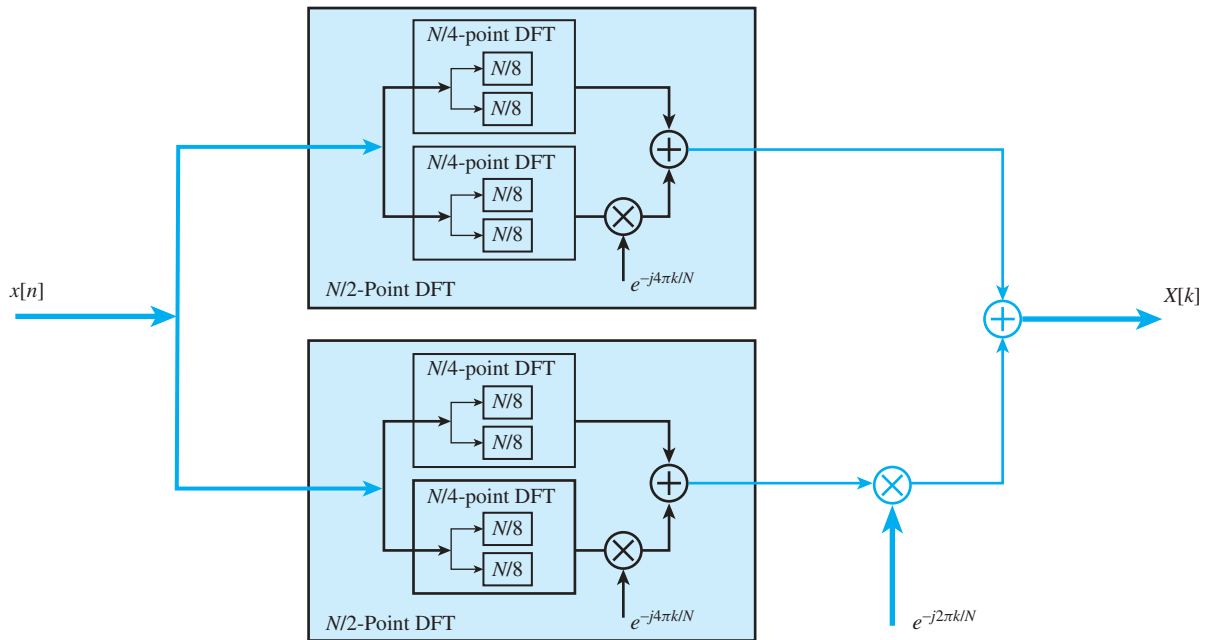 N/4-point DFT
N/8
N/8
N/4-point DFT
N/8
N/8
e^{-j4πk/N}
N/2-Point DFT
x[n]
X[k]
N/4-point DFT
N/8
N/8
N/4-point DFT
N/8
N/8
e^{-j4πk/N}
N/2-Point DFT
e^{-j2πk/N}